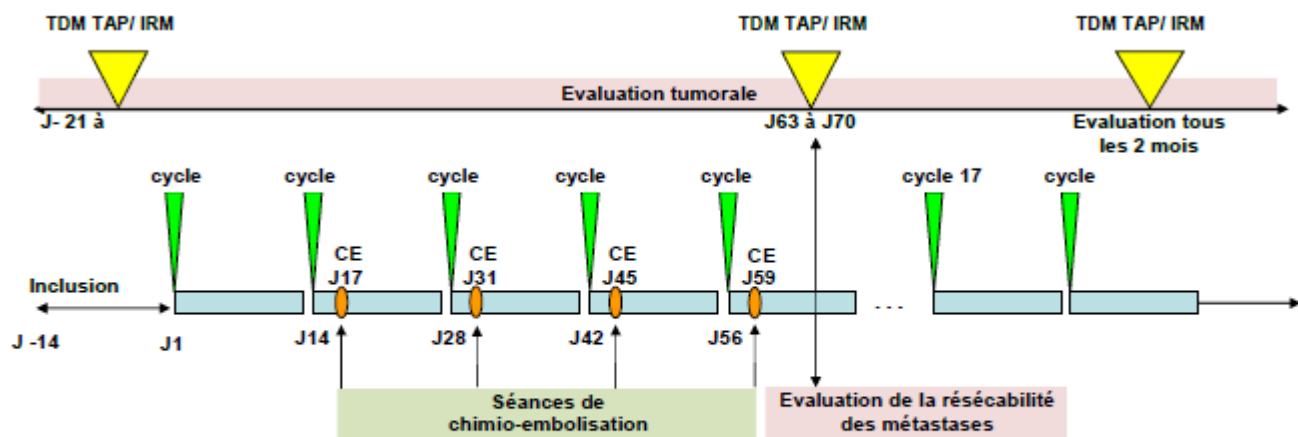 TDM TAP/ IRM
TDM TAP/ IRM
TDM TAP/ IRM
Evaluation tumorale
J- 21 à
J63 à J70
Evaluation tous
les 2 mois
cycle
cycle
cycle
cycle
cycle
cycle 17
cycle
CE
J17
CE
J31
CE
J45
CE
J59
Inclusion
. . .
J -14
J1
J14
J28
J42
J56
Séances de
chimio-embolisation
Evaluation de la résécabilité
des métastases